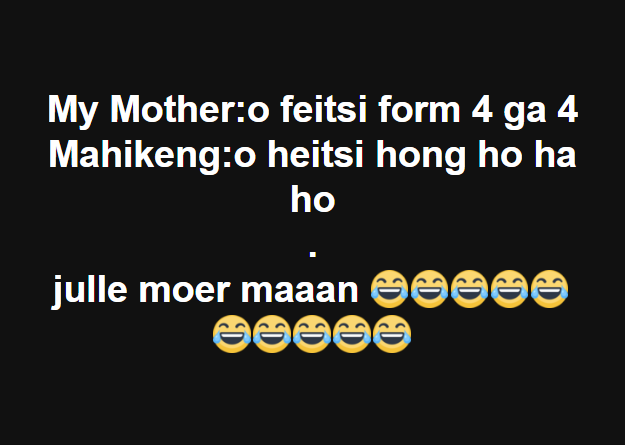 My Mother:o feitsi form 4 ga 4
Mahikeng:o heitsi hong ho ha
ho
.
julle moer maaan 😂😂😂😂😂
😂😂😂😂😂